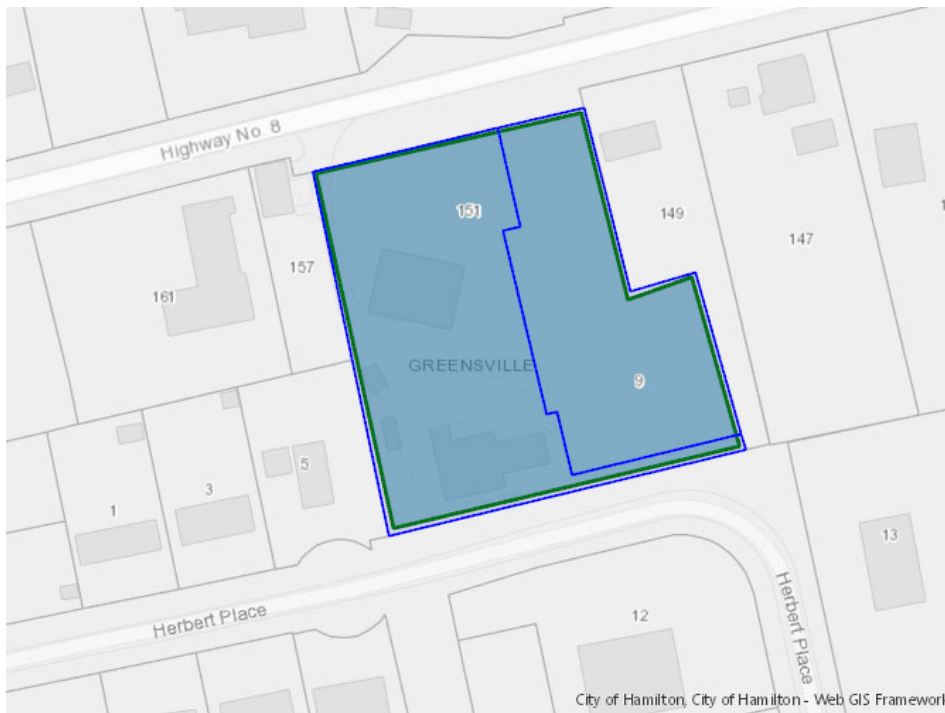 Highway No. 8
151
149
147
157
161
GREENSVILLE
9
5
3
1
13
Herbert Place
12
Herbert Place
City of Hamilton, City of Hamilton - Web GIS Framework